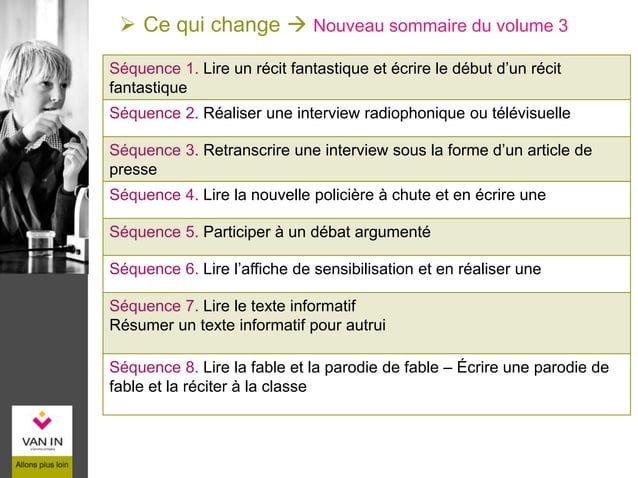 ➢ Ce qui change → Nouveau sommaire du volume 3
Séquence 1. Lire un récit fantastique et écrire le début d’un récit
fantastique
Séquence 2. Réaliser une interview radiophonique ou télévisuelle
Séquence 3. Retranscrire une interview sous la forme d’un article de
presse
Séquence 4. Lire la nouvelle policière à chute et en écrire une
Séquence 5. Participer à un débat argumenté
Séquence 6. Lire l’affiche de sensibilisation et en réaliser une
Séquence 7. Lire le texte informatif
Résumer un texte informatif pour autrui
Séquence 8. Lire la fable et la parodie de fable – Écrire une parodie de
fable et la réciter à la classe
VAN IN
Allons plus loin